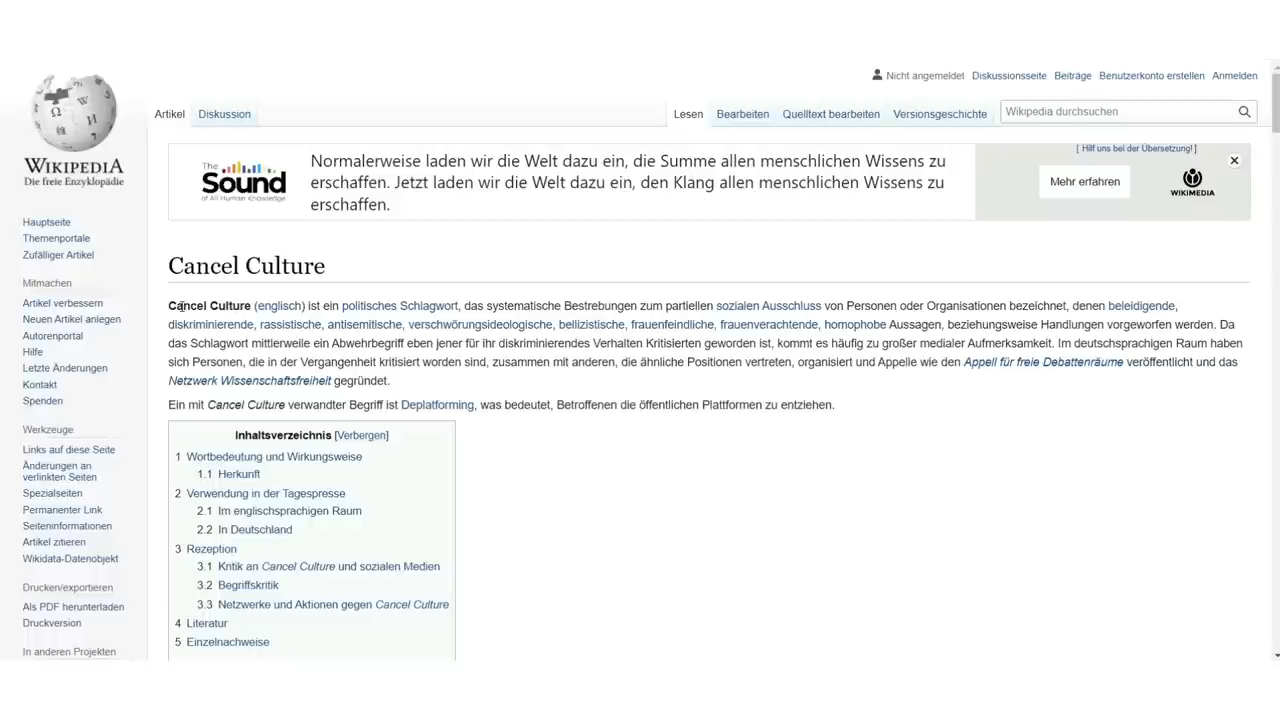 Nicht angemeldet Diskussionsseite Beiträge Benutzerkonto erstellen Anmelden
Artikel Diskussion Lesen Bearbeiten Quelltext bearbeiten Versionsgeschichte Wikipedia durchsuchen
WIKIPEDIA
Die freie Enzyklopädie
Hauptseite
Themenportale
Zufälliger Artikel
Mitmachen
Artikel verbessern
Neuen Artikel anlegen
Autorenportal
Hilfe
Letzte Änderungen
Kontakt
Spenden
Werkzeuge
Links auf diese Seite
Änderungen an
verlinkten Seiten
Spezialseiten
Permanenter Link
Seiteninformationen
Artikel zitieren
Wikidata-Datenobjekt
Drucken/exportieren
Als PDF herunterladen
Druckversion
In anderen Projekten
The
Sound
of All Human Knowledge
Normalerweise laden wir die Welt dazu ein, die Summe allen menschlichen Wissens zu
erschaffen. Jetzt laden wir die Welt dazu ein, den Klang allen menschlichen Wissens zu
erschaffen.
[ Hilf uns bei der Übersetzung! ]
Mehr erfahren
WIKIMEDIA
Cancel Culture
Cancel Culture (englisch) ist ein politisches Schlagwort, das systematische Bestrebungen zum partiellen sozialen Ausschluss von Personen oder Organisationen bezeichnet, denen beleidigende,
diskriminierende, rassistische, antisemitische, verschwörungsideologische, bellizistische, frauenfeindliche, frauenverachtende, homophobe Aussagen, beziehungsweise Handlungen vorgeworfen werden. Da
das Schlagwort mittlerweile ein Abwehrbegriff eben jener für ihr diskriminierendes Verhalten Kritisierten geworden ist, kommt es häufig zu großer medialer Aufmerksamkeit. Im deutschsprachigen Raum haben
sich Personen, die in der Vergangenheit kritisiert worden sind, zusammen mit anderen, die ähnliche Positionen vertreten, organisiert und Appelle wie den Appell für freie Debattenräume veröffentlicht und das
Netzwerk Wissenschaftsfreiheit gegründet.
Ein mit Cancel Culture verwandter Begriff ist Deplatforming, was bedeutet, Betroffenen die öffentlichen Plattformen zu entziehen.
Inhaltsverzeichnis [Verbergen]
1 Wortbedeutung und Wirkungsweise
1.1 Herkunft
2 Verwendung in der Tagespresse
2.1 Im englischsprachigen Raum
2.2 In Deutschland
3 Rezeption
3.1 Kritik an Cancel Culture und sozialen Medien
3.2 Begriffskritik
3.3 Netzwerke und Aktionen gegen Cancel Culture
4 Literatur
5 Einzelnachweise